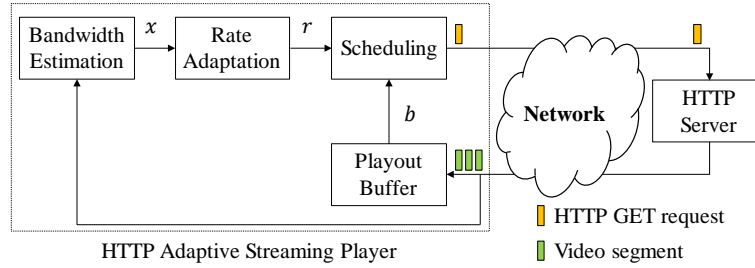 Bandwidth
Estimation
x
Rate
Adaptation
r
Scheduling
b
Playout
Buffer
Network
HTTP
Server
HTTP GET request
Video segment
HTTP Adaptive Streaming Player